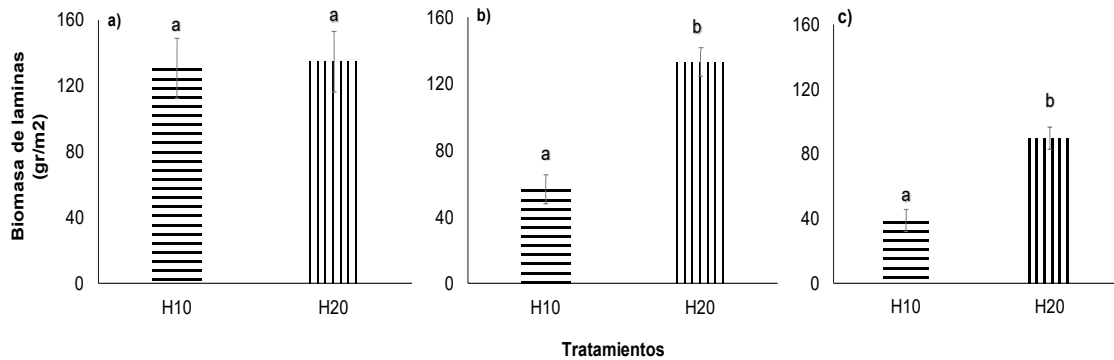 Biomasa de laminas
(gr/m2)
a)
160
120
80
40
0
a
a
H10
H20
b)
160
120
80
40
0
a
b
H10
H20
c)
160
120
80
40
0
a
b
H10
H20
Tratamientos